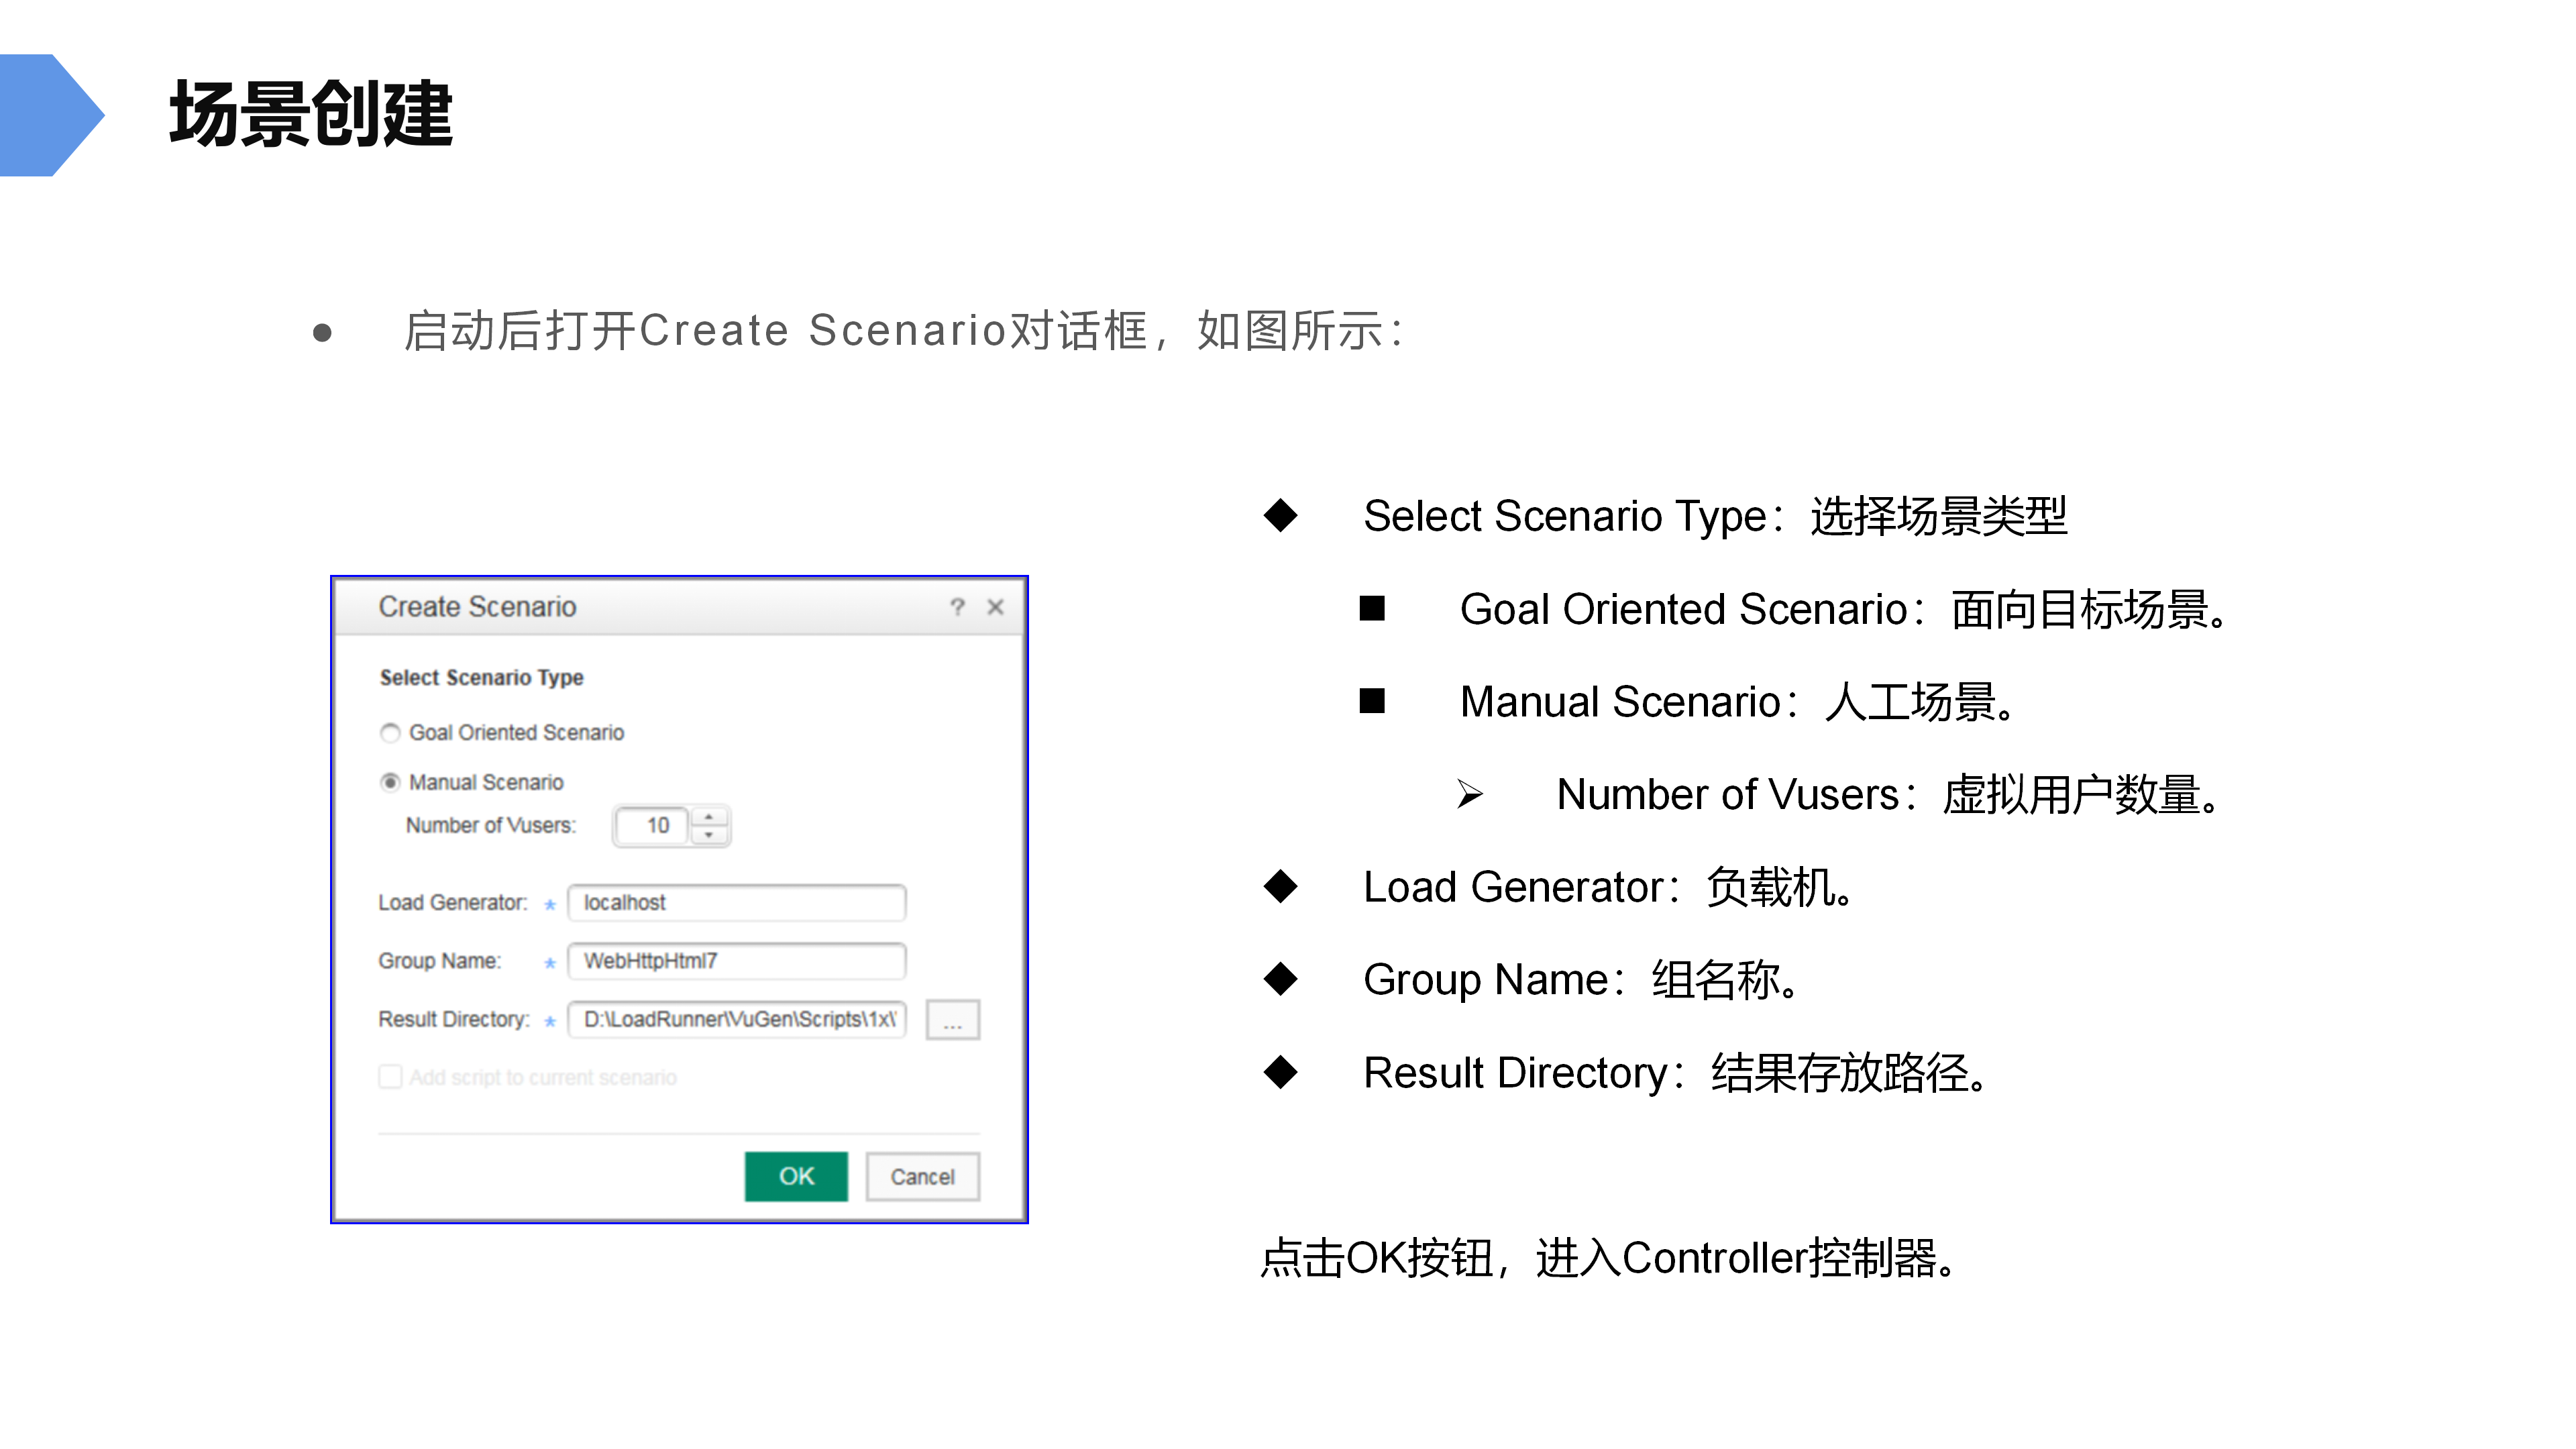 场景创建
● 启动后打开Create Scenario对话框，如图所示：
Create Scenario ? ✕
Select Scenario Type
Goal Oriented Scenario
Manual Scenario
Number of Vusers: 10
Load Generator: * localhost
Group Name: * WebHttpHtml7
Result Directory: * D:\LoadRunner\VuGen\Scripts\1x\' ...
Add script to current scenario
OK Cancel
◆ Select Scenario Type：选择场景类型
■ Goal Oriented Scenario：面向目标场景。
■ Manual Scenario：人工场景。
➢ Number of Vusers：虚拟用户数量。
◆ Load Generator：负载机。
◆ Group Name：组名称。
◆ Result Directory：结果存放路径。
点击OK按钮，进入Controller控制器。